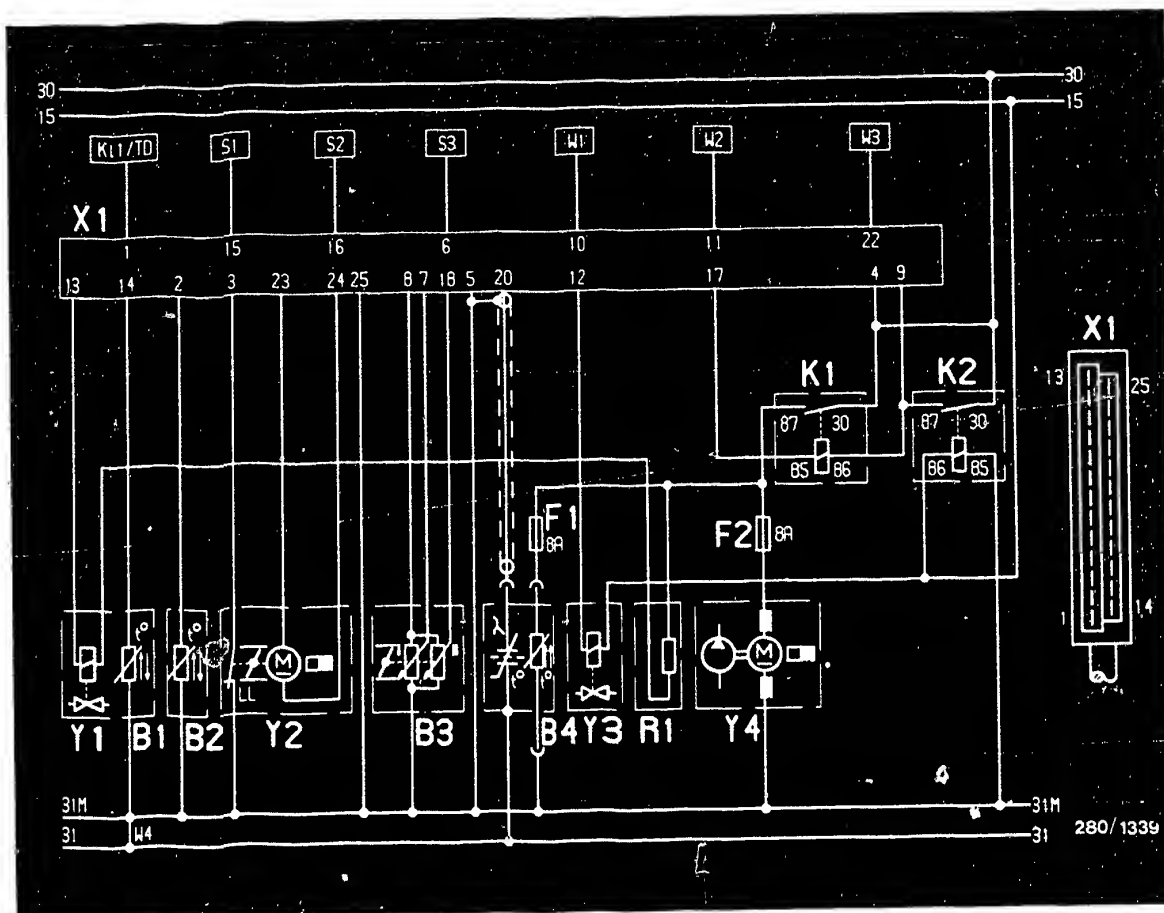 30 30
15 15
KL1/TD S1 S2 S3 W1 W2 W3
X1
1 15 16 6 10 11 22
13 14 2 3 23 24 25 8 7 18 5 20 12 17 4 9
X1
K1 K2
13 25
87 30 87 30
85 86 86 85
F1
8A
F2 8A
1 14
t° t° M LL λ t° t° M
Y1 B1 B2 Y2 B3 B4 Y3 R1 Y4
31M 31M
31 W4 31
280/1339